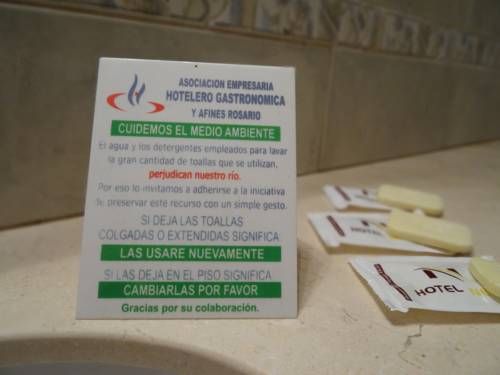 ASOCIACION EMPRESARIA
HOTELERO GASTRONOMICA
Y AFINES ROSARIO
CUIDEMOS EL MEDIO AMBIENTE
El agua y los detergentes empleados para lavar
la gran cantidad de toallas que se utilizan,
perjudican nuestro río.
Por eso lo invitamos a adherirse a la iniciativa
de preservar este recurso con un simple gesto.
SI DEJA LAS TOALLAS
COLGADAS O EXTENDIDAS SIGNIFICA
LAS USARE NUEVAMENTE
SI LAS DEJA EN EL PISO SIGNIFICA
CAMBIARLAS POR FAVOR
Gracias por su colaboración.
HOTEL
HOTEL